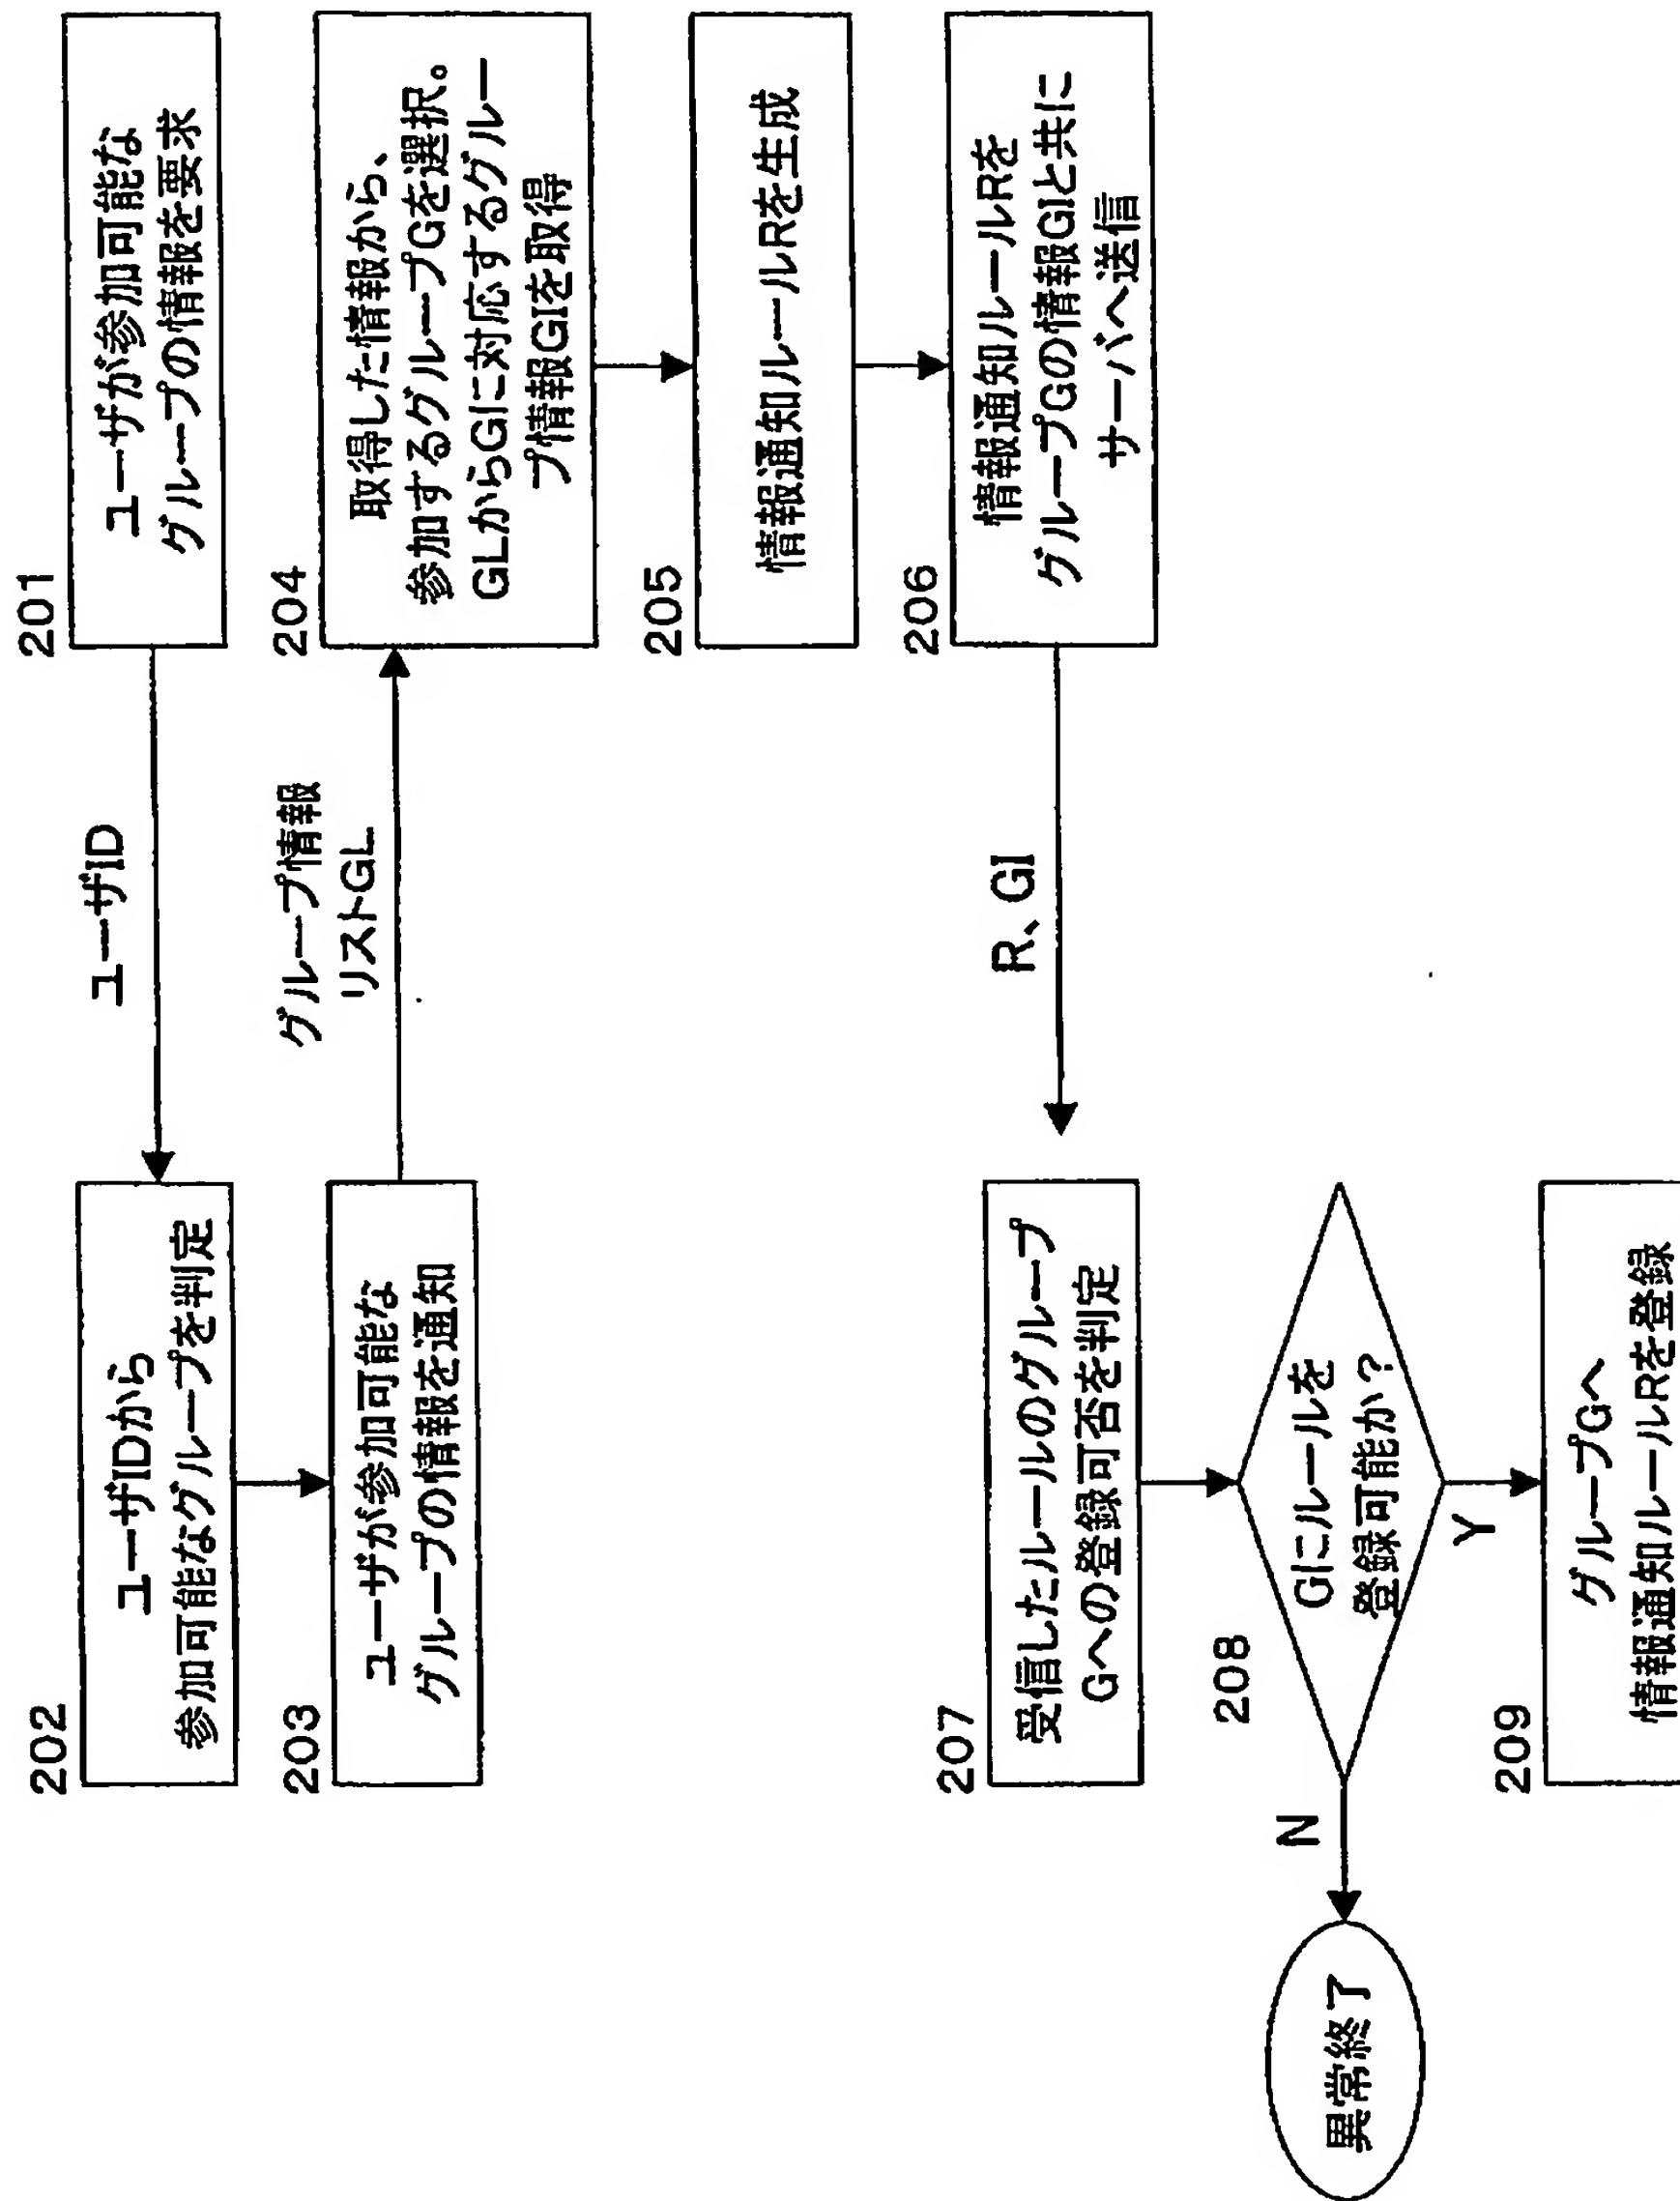 201
ユーザが参加可能な
グループの情報を要求
ユーザID
202
ユーザIDから
参加可能なグループを判定
203
ユーザが参加可能な
グループの情報を通知
グループ情報
リストGL
204
取得した情報から、
参加するグループGを選択。
GLからGに対応するグルー
プ情報GIを取得
205
情報通知ルールRを生成
206
情報通知ルールRを
グループGの情報GIと共に
サーバへ送信
R、GI
207
受信したルールのグループ
Gへの登録可否を判定
208
Gにルールを
登録可能か?
N
異常終了
Y
209
グループGへ
情報通知ルールRを登録